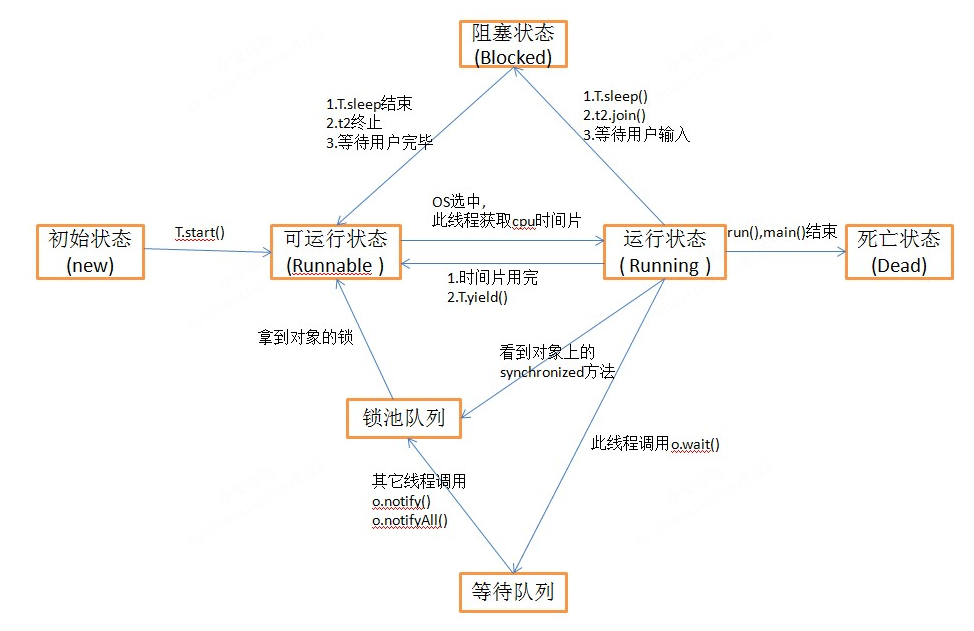 阻塞状态
(Blocked)
1.T.sleep结束
2.t2终止
3.等待用户完毕
1.T.sleep()
2.t2.join()
3.等待用户输入
OS选中，
此线程获取cpu时间片
初始状态
(new)
T.start()
可运行状态
(Runnable )
运行状态
( Running )
run(),main()结束
死亡状态
(Dead)
1.时间片用完
2.T.yield()
拿到对象的锁
看到对象上的
synchronized方法
锁池队列
此线程调用o.wait()
其它线程调用
o.notify()
o.notifyAll()
等待队列